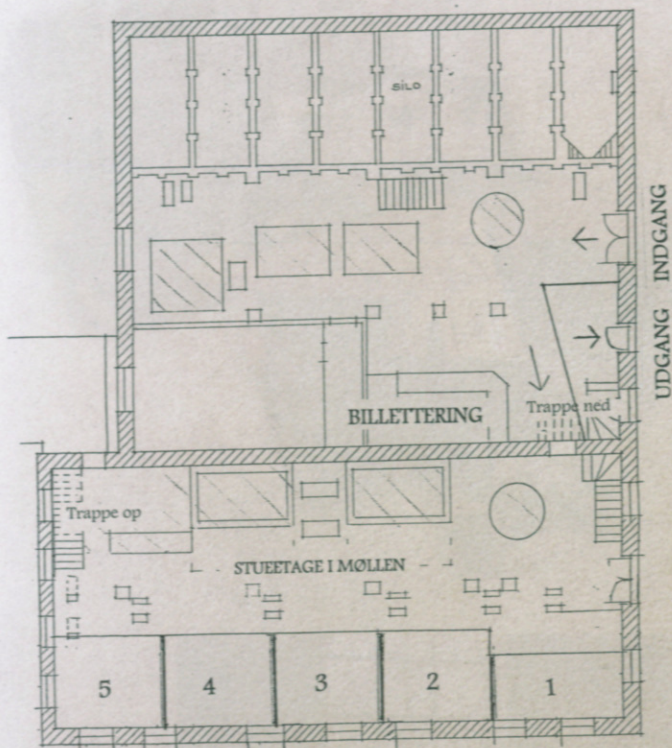 SILO
INDGANG
UDGANG
Trappe ned
BILLETTERING
Trappe op
STUEETAGE I MØLLEN
5
4
3
2
1